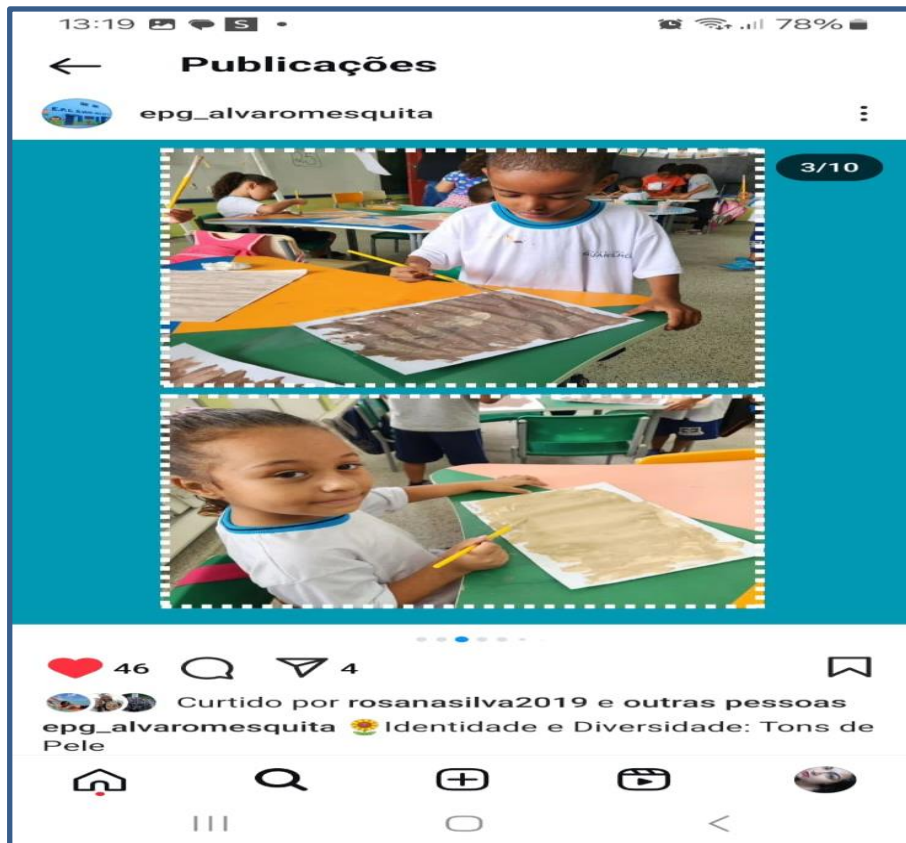 13:19 S 78%
Publicações
epg_alvaromesquita
3/10
46 4
Curtido por rosanasilva2019 e outras pessoas
epg_alvaromesquita 🌻Identidade e Diversidade: Tons de
Pele